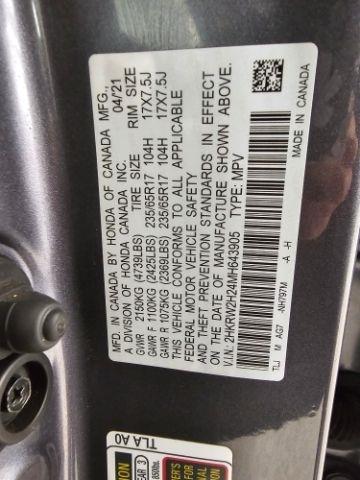 MFD. IN CANADA BY HONDA OF CANADA MFG.,
A DIVISION OF HONDA CANADA INC. 04/21
TIRE SIZE RIM SIZE
GVWR 2150KG (4739LBS)
GAWR F 1100KG (2425LBS) 235/65R17 104H 17X7.5J
GAWR R 1075KG (2369LBS) 235/65R17 104H 17X7.5J
THIS VEHICLE CONFORMS TO ALL APPLICABLE
FEDERAL MOTOR VEHICLE SAFETY
AND THEFT PREVENTION STANDARDS IN EFFECT
ON THE DATE OF MANUFACTURE SHOWN ABOVE.
V.I.N.: 2HKRW2H24MH643905 TYPE: MPV
TLJ M AG7 -NH797M -A -H MADE IN CANADA
TLA A0